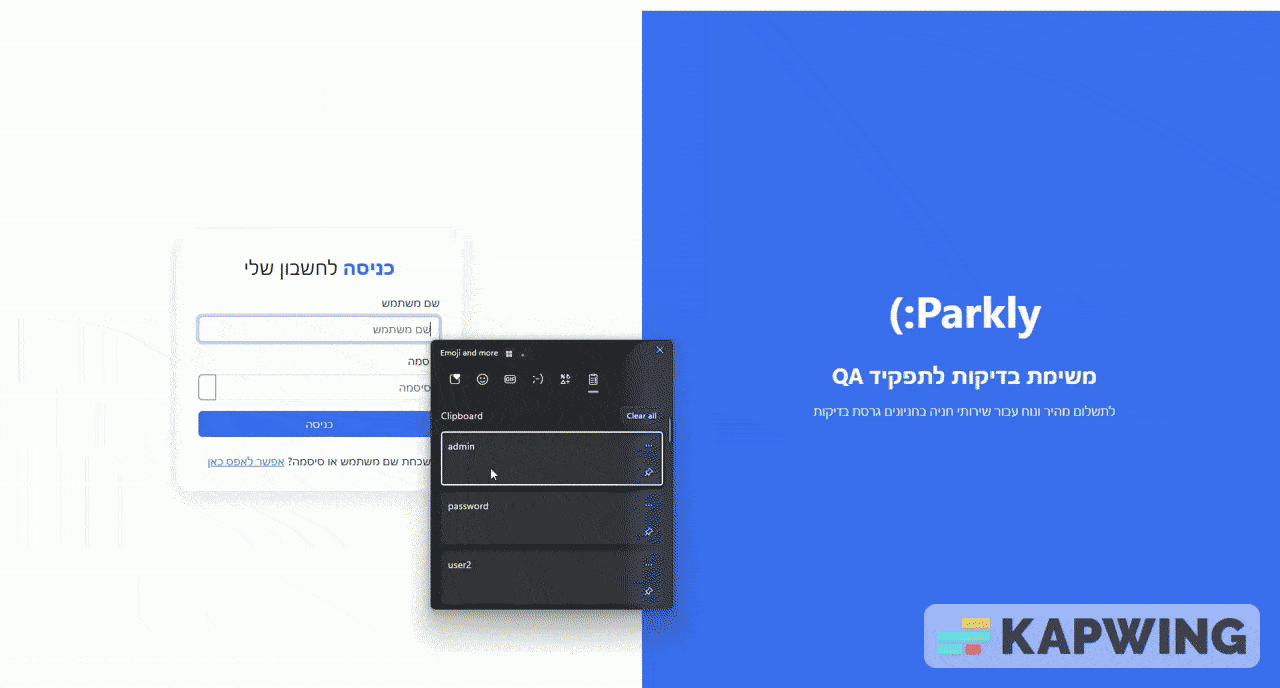 כניסה לחשבון שלי
שם משתמש
שם משתמש
סמה
סיסמה
כניסה
שכחת שם משתמש או סיסמה? אפשר לאפס כאן
Emoji and more
GIF
;-)
Clipboard
Clear all
admin
password
user2
(:Parkly
משימת בדיקות לתפקיד QA
לתשלום מהיר ונוח עבור שירותי חניה בחניונים גרסת בדיקות
KAPWING